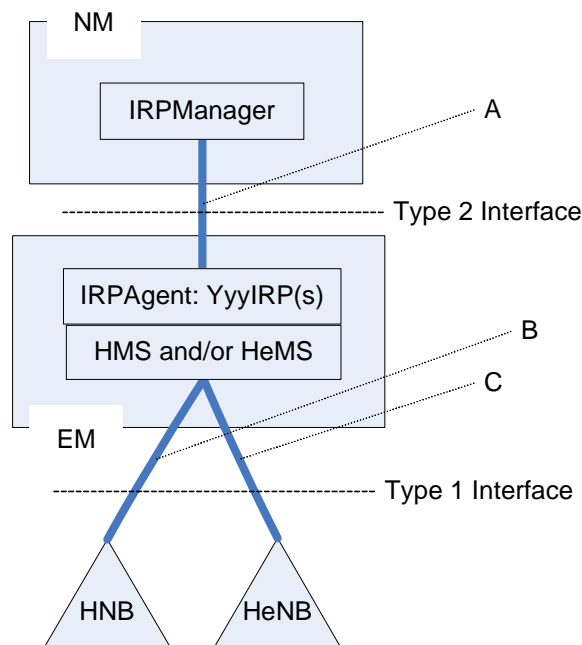 NM
IRPManager
A
Type 2 Interface
IRPAgent: YyyIRP(s)
HMS and/or HeMS
B
C
EM
Type 1 Interface
HNB
HeNB